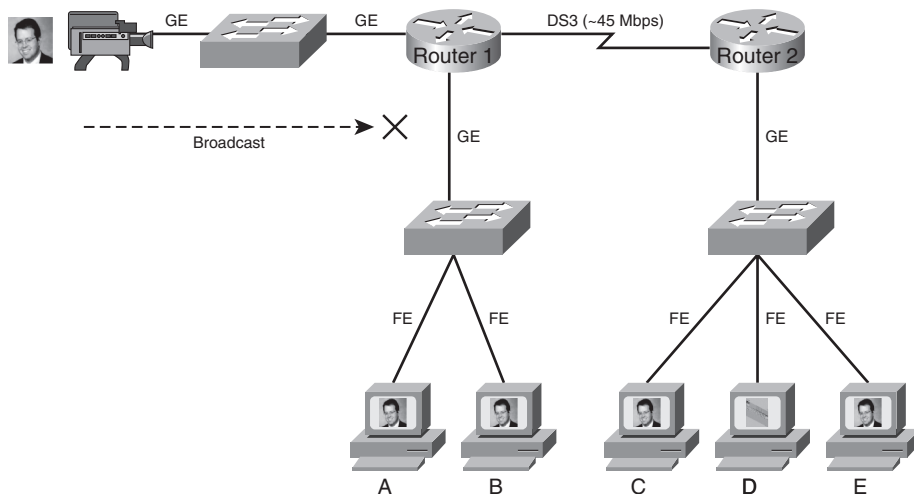 GE
GE
DS3 (~45 Mbps)
Router 1
Router 2
Broadcast
GE
GE
FE
FE
FE
FE
FE
A
B
C
D
E